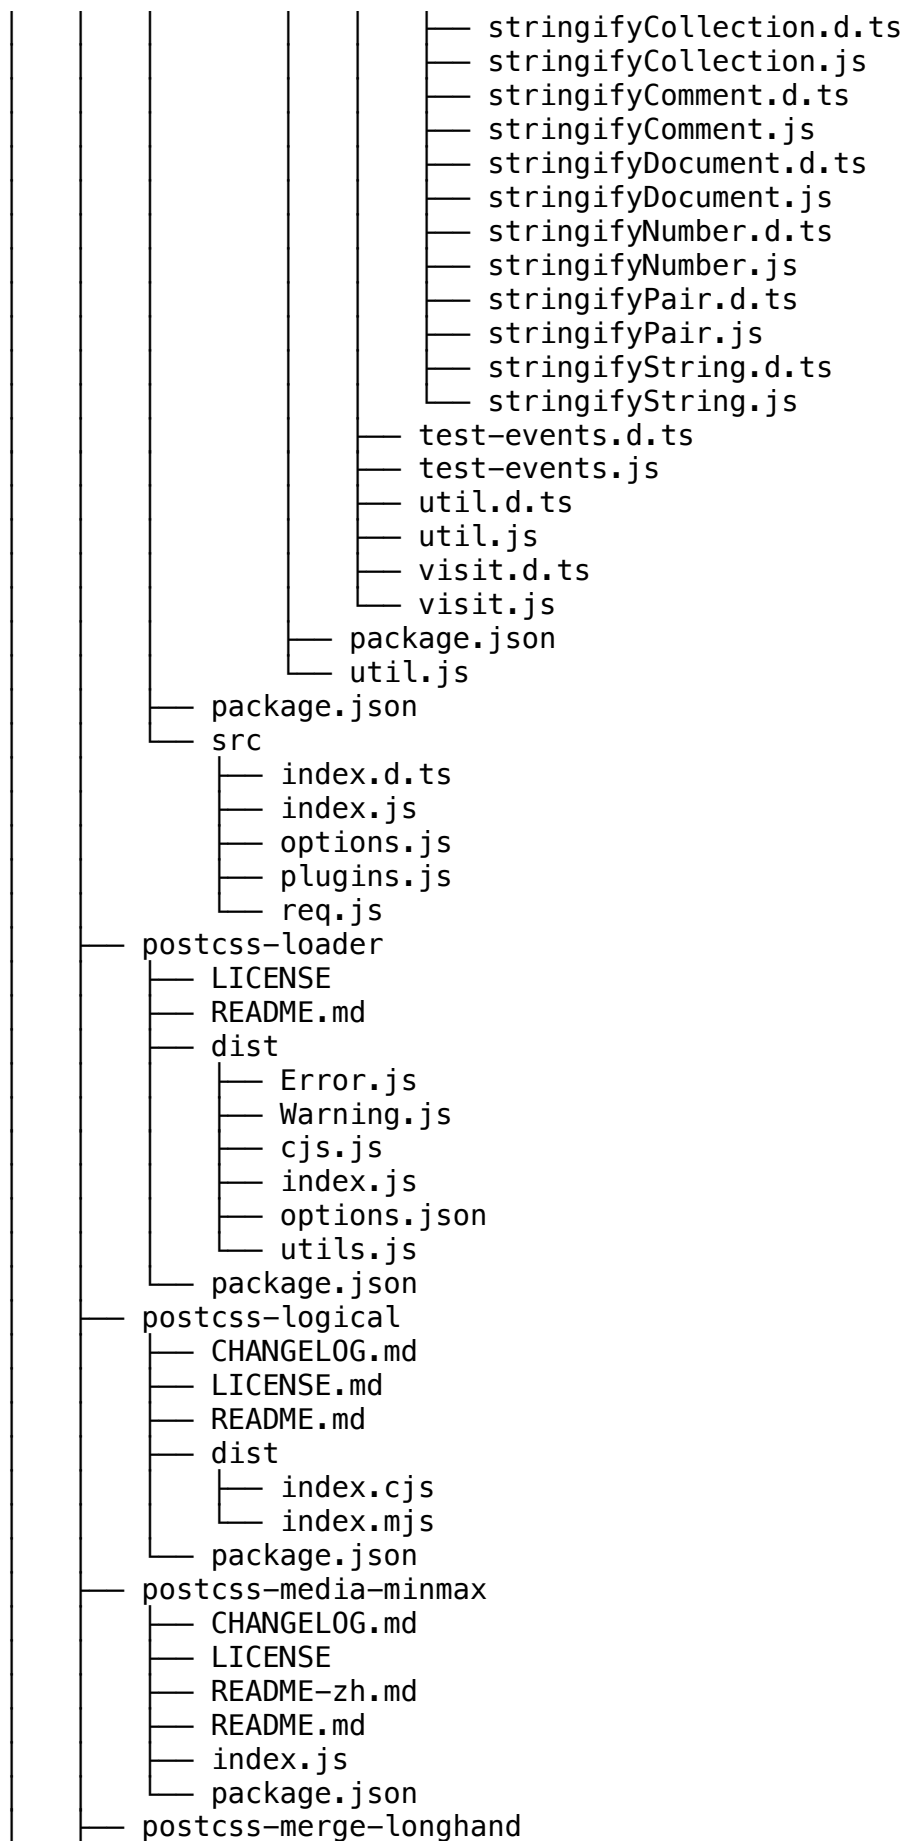 │   │   │       │   │   ├── stringifyCollection.d.ts
│   │   │       │   │   ├── stringifyCollection.js
│   │   │       │   │   ├── stringifyComment.d.ts
│   │   │       │   │   ├── stringifyComment.js
│   │   │       │   │   ├── stringifyDocument.d.ts
│   │   │       │   │   ├── stringifyDocument.js
│   │   │       │   │   ├── stringifyNumber.d.ts
│   │   │       │   │   ├── stringifyNumber.js
│   │   │       │   │   ├── stringifyPair.d.ts
│   │   │       │   │   ├── stringifyPair.js
│   │   │       │   │   ├── stringifyString.d.ts
│   │   │       │   │   └── stringifyString.js
│   │   │       │   ├── test-events.d.ts
│   │   │       │   ├── test-events.js
│   │   │       │   ├── util.d.ts
│   │   │       │   ├── util.js
│   │   │       │   ├── visit.d.ts
│   │   │       │   └── visit.js
│   │   │       ├── package.json
│   │   │       └── util.js
│   │   ├── package.json
│   │   └── src
│   │       ├── index.d.ts
│   │       ├── index.js
│   │       ├── options.js
│   │       ├── plugins.js
│   │       └── req.js
│   ├── postcss-loader
│   │   ├── LICENSE
│   │   ├── README.md
│   │   ├── dist
│   │   │   ├── Error.js
│   │   │   ├── Warning.js
│   │   │   ├── cjs.js
│   │   │   ├── index.js
│   │   │   ├── options.json
│   │   │   └── utils.js
│   │   └── package.json
│   ├── postcss-logical
│   │   ├── CHANGELOG.md
│   │   ├── LICENSE.md
│   │   ├── README.md
│   │   ├── dist
│   │   │   ├── index.cjs
│   │   │   └── index.mjs
│   │   └── package.json
│   ├── postcss-media-minmax
│   │   ├── CHANGELOG.md
│   │   ├── LICENSE
│   │   ├── README-zh.md
│   │   ├── README.md
│   │   ├── index.js
│   │   └── package.json
│   ├── postcss-merge-longhand